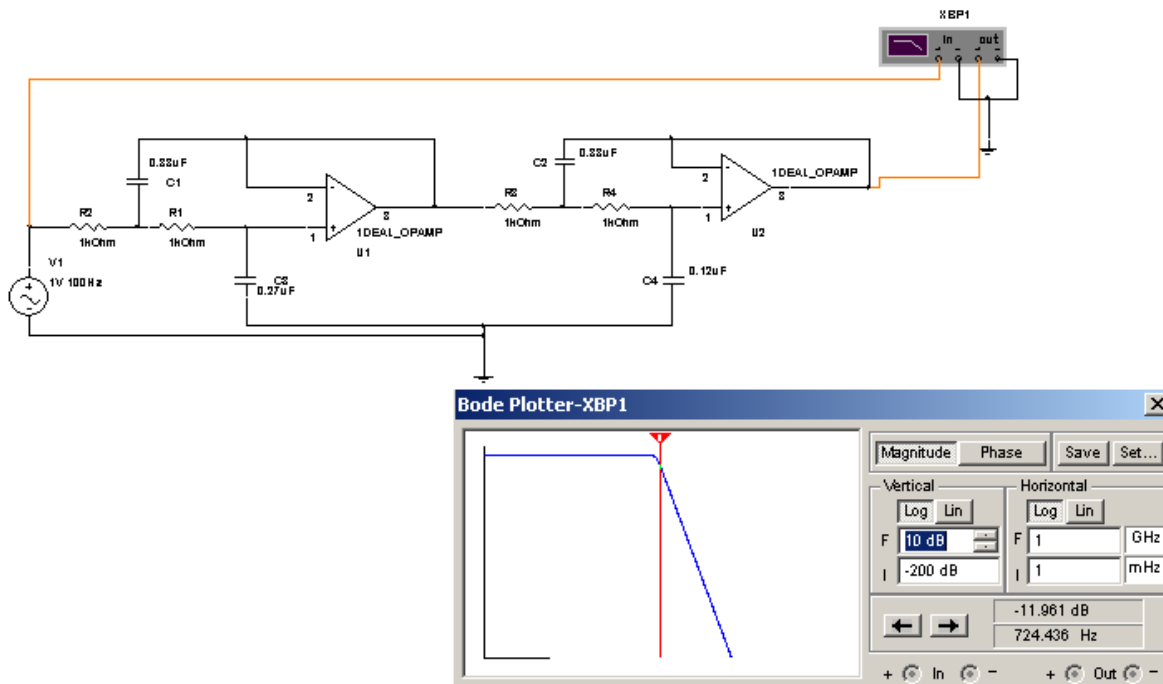 XBP1
In out
0.33uF
C1
C2
0.33uF
2
1DEAL_OPAMP
3
1
U2
R2
1kOhm
R1
1kOhm
2
3
1
1DEAL_OPAMP
U1
R3
1kOhm
R4
1kOhm
V1
1V 100Hz
C3
0.27uF
C4
0.12uF
Bode Plotter-XBP1
Magnitude Phase Save Set...
Vertical Horizontal
Log Lin Log Lin
F 10 dB F 1 GHz
I -200 dB I 1 mHz
-11.961 dB
724.436 Hz
+ In - + Out -